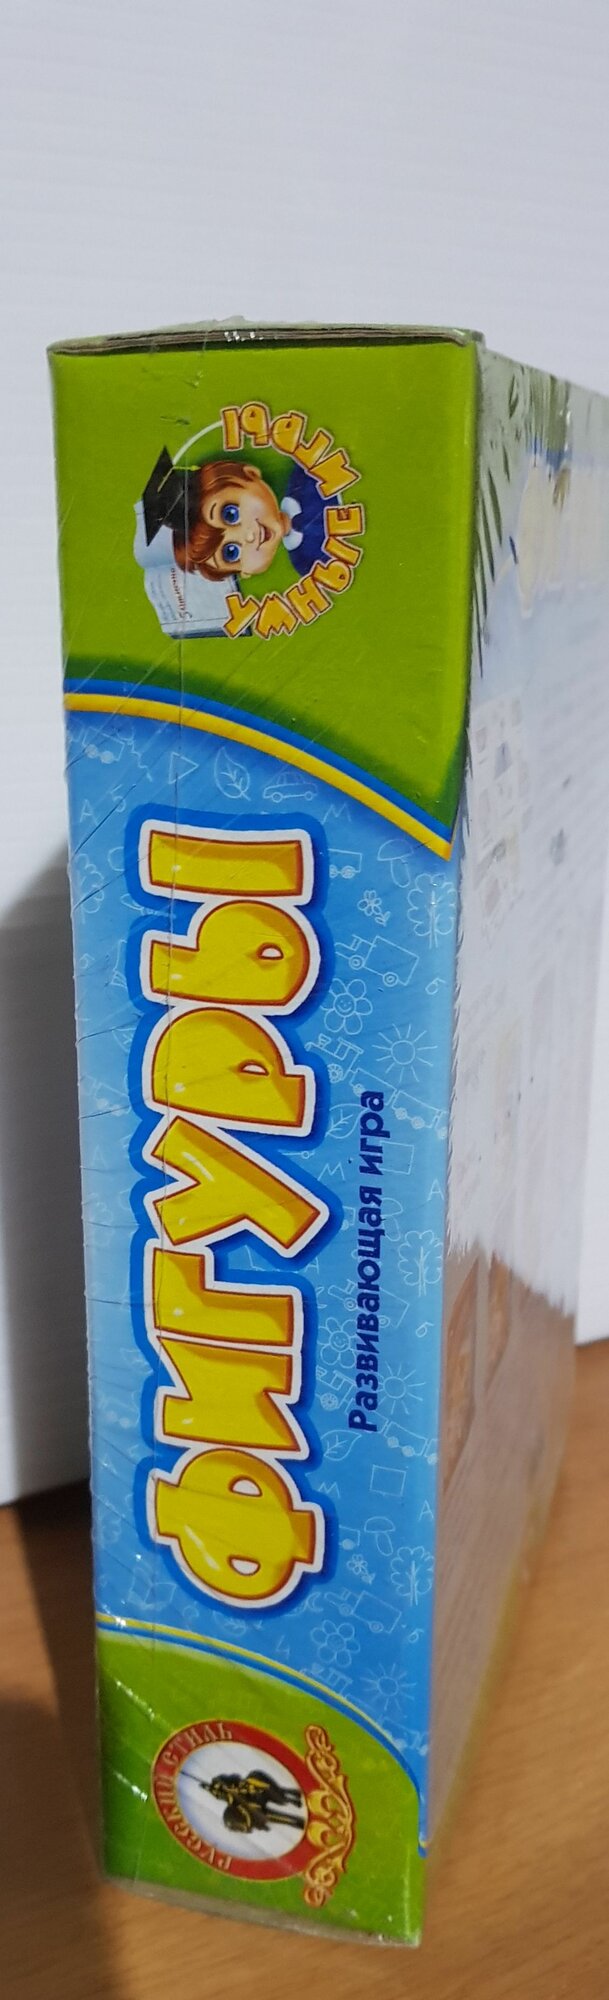 РУССКИЙ СТИЛЬ
ФИГУРЫ
Развивающая игра
УМНЫЕ ИГРЫ